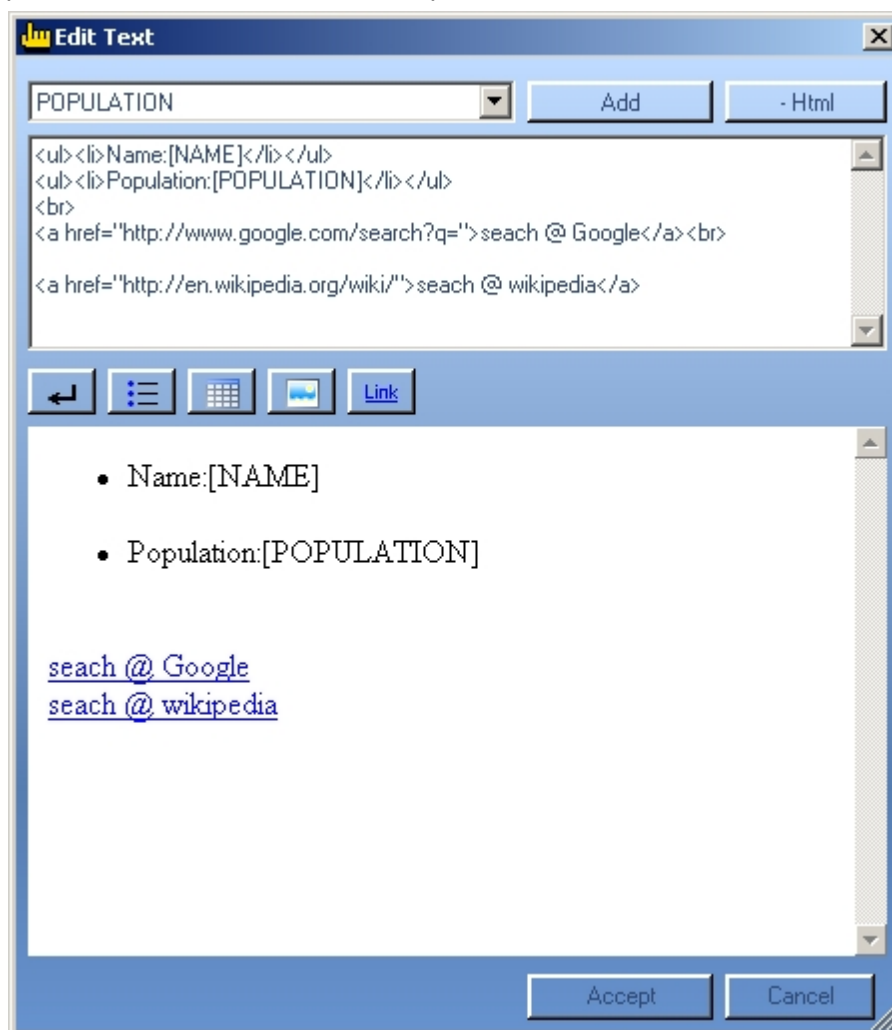 Edit Text
POPULATION
Add
- Html
<ul><li>Name:[NAME]</li></ul>
<ul><li>Population:[POPULATION]</li></ul>
<br>
<a href="http://www.google.com/search?q=">seach @ Google</a><br>
<a href="http://en.wikipedia.org/wiki/">seach @ wikipedia</a>
Link
Name:[NAME]
Population:[POPULATION]
seach @ Google
seach @ wikipedia
Accept
Cancel